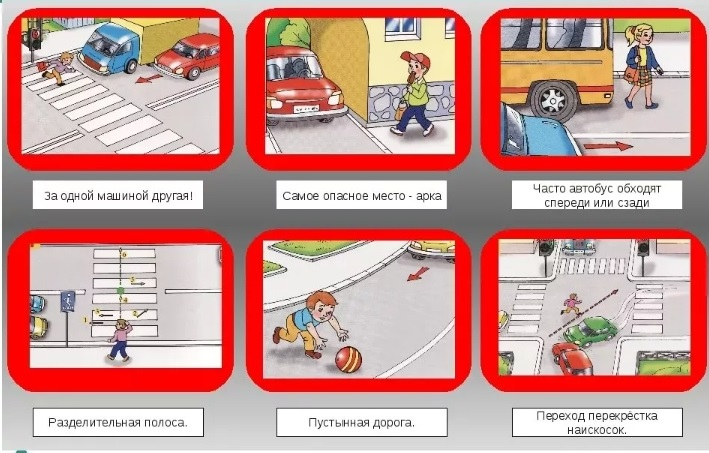 За одной машиной другая!
Самое опасное место - арка
Часто автобус обходят
спереди или сзади
Разделительная полоса.
Пустынная дорога.
Переход перекрёстка
наискосок.